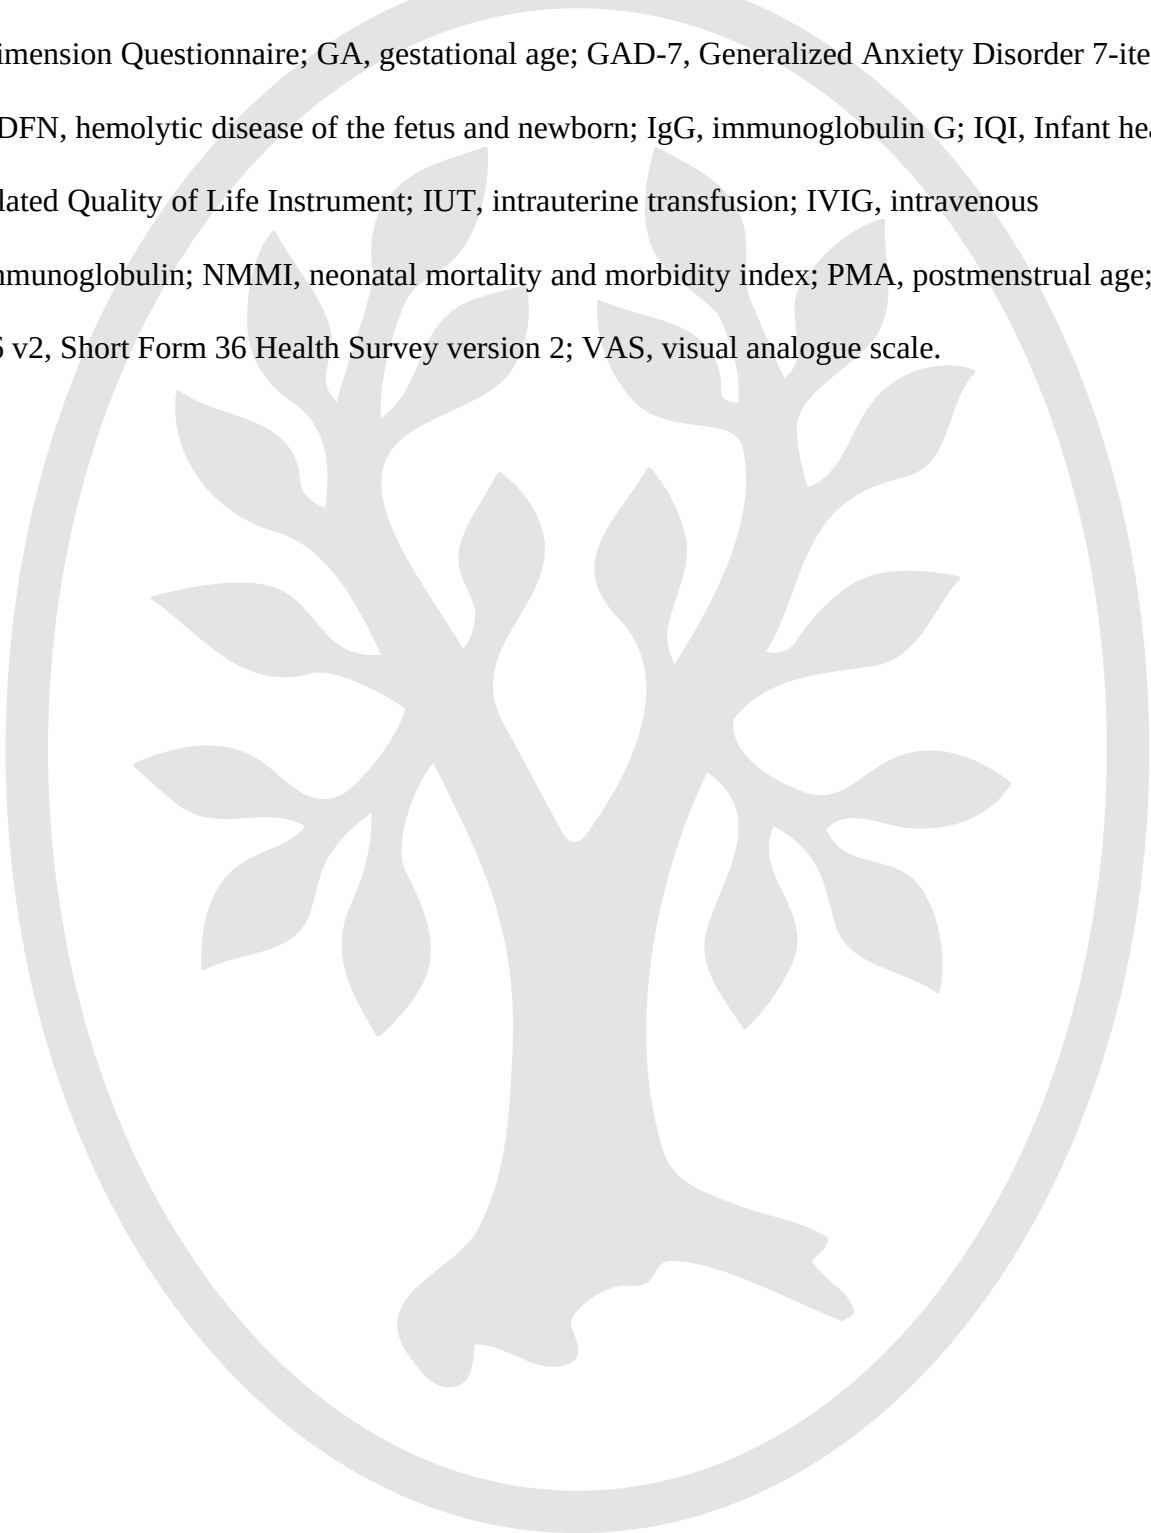 imension Questionnaire; GA, gestational age; GAD-7, Generalized Anxiety Disorder 7-ite
DFN, hemolytic disease of the fetus and newborn; IgG, immunoglobulin G; IQI, Infant hea
lated Quality of Life Instrument; IUT, intrauterine transfusion; IVIG, intravenous
munoglobulin; NMMI, neonatal mortality and morbidity index; PMA, postmenstrual age;
v2, Short Form 36 Health Survey version 2; VAS, visual analogue scale.